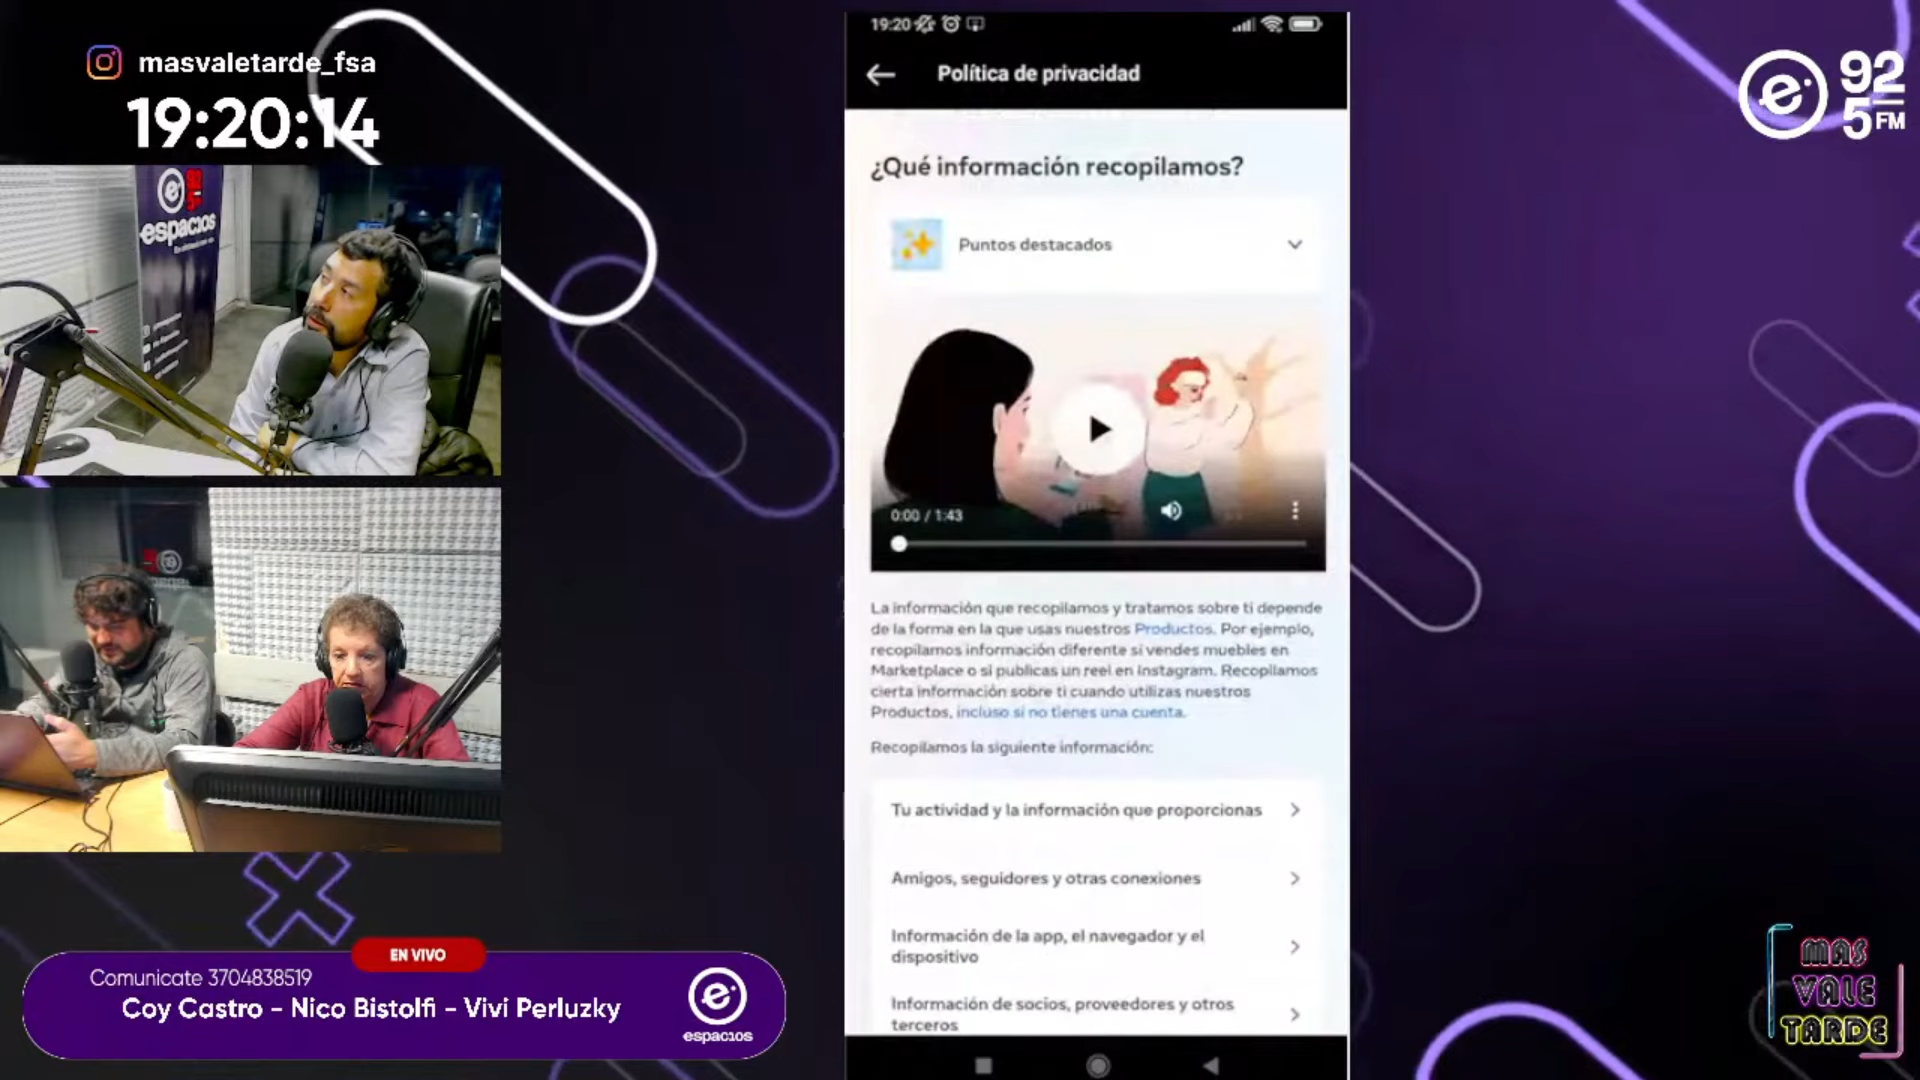 masvaletarde_fsa
19:20:14
espacios
19:20
Política de privacidad
¿Qué información recopilamos?
Puntos destacados
0:00 / 1:43
La información que recopilamos y tratamos sobre ti depende
de la forma en la que usas nuestros Productos. Por ejemplo,
recopilamos información diferente si vendes muebles en
Marketplace o si publicas un reel en Instagram. Recopilamos
cierta información sobre ti cuando utilizas nuestros
Productos, incluso si no tienes una cuenta.
Recopilamos la siguiente información:
Tu actividad y la información que proporcionas
Amigos, seguidores y otras conexiones
Información de la app, el navegador y el
dispositivo
Información de socios, proveedores y otros
terceros
e 92
5 FM
EN VIVO
Comunicate 3704838519
Coy Castro - Nico Bistolfi - Vivi Perluzky
e
espacios
MAS
VALE
TARDE